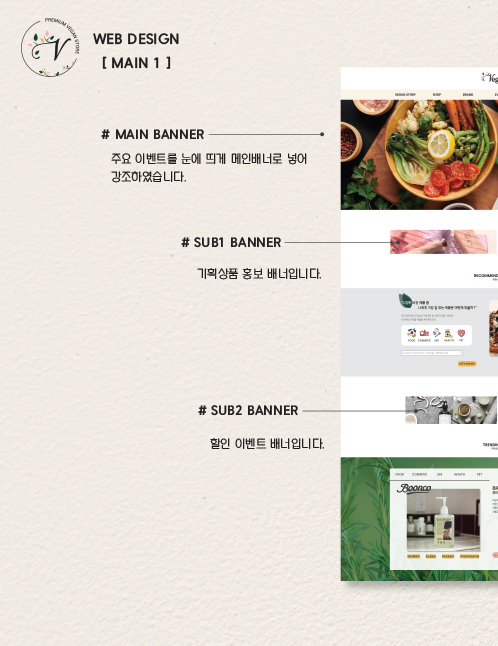 PREMIUM VEGAN STORE
V
WEB DESIGN
[ MAIN 1 ]
# MAIN BANNER
주요 이벤트를 눈에 띄게 메인배너로 넣어
강조하였습니다.
# SUB1 BANNER
기획상품 홍보 배너입니다.
# SUB2 BANNER
할인 이벤트 배너입니다.
VEGAN STORY SHOP BRAND
RECOMMEND
FOOD COSMETIC LIFE HEALTH PET
TRENDIN
FOOD COSMETIC LIFE HEALTH PET
Boonco